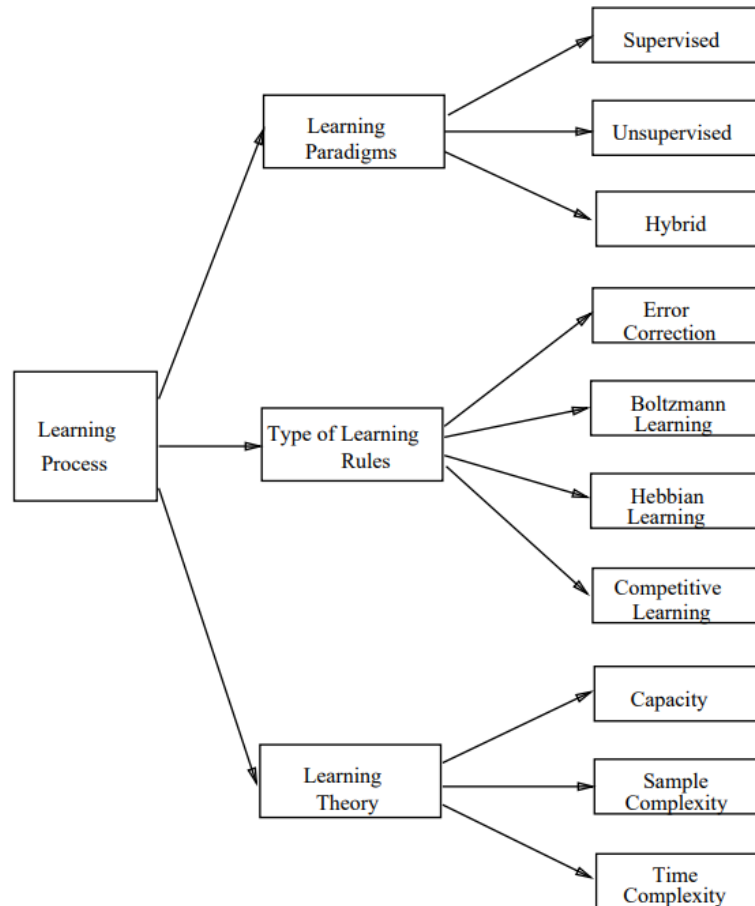 Supervised
Learning
Paradigms
Unsupervised
Hybrid
Error
Correction
Learning
Process
Type of Learning
Rules
Boltzmann
Learning
Hebbian
Learning
Competitive
Learning
Capacity
Learning
Theory
Sample
Complexity
Time
Complexity